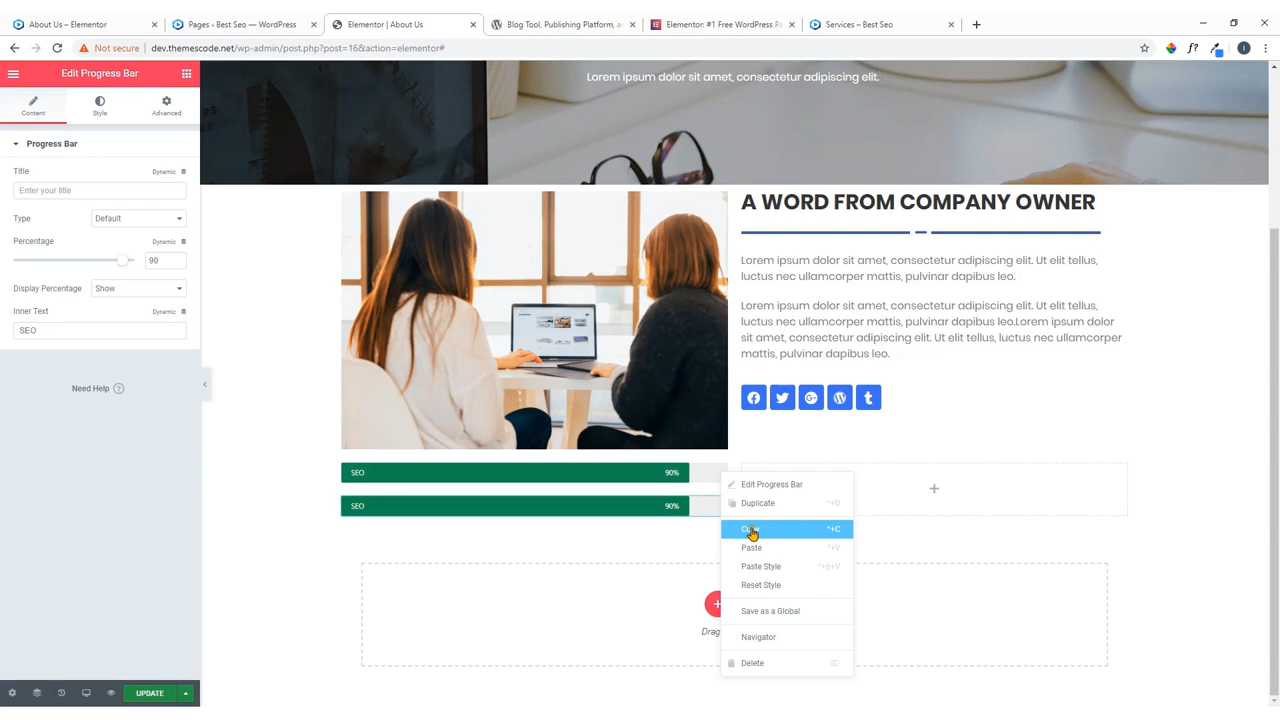 About Us – Elementor
Pages ‹ Best Seo — WordPress
Elementor | About Us
Blog Tool, Publishing Platform, a
Elementor: #1 Free WordPress P
Services – Best Seo
Not secure
dev.themescode.net/wp-admin/post.php?post=16&action=elementor#
Edit Progress Bar
Content
Style
Advanced
Progress Bar
Title
Dynamic
Enter your title
Type
Default
Percentage
Dynamic
90
Display Percentage
Show
Inner Text
Dynamic
SEO
Need Help
UPDATE
Lorem ipsum dolor sit amet, consectetur adipiscing elit.
A WORD FROM COMPANY OWNER
Lorem ipsum dolor sit amet, consectetur adipiscing elit. Ut elit tellus,
luctus nec ullamcorper mattis, pulvinar dapibus leo.
Lorem ipsum dolor sit amet, consectetur adipiscing elit. Ut elit tellus,
luctus nec ullamcorper mattis, pulvinar dapibus leo.Lorem ipsum dolor
sit amet, consectetur adipiscing elit. Ut elit tellus, luctus nec ullamcorper
mattis, pulvinar dapibus leo.
SEO 90%
SEO 90%
Edit Progress Bar
Duplicate ^+D
^+C
Paste ^+V
Paste Style
Reset Style
Save as a Global
Navigator
Delete
Drag